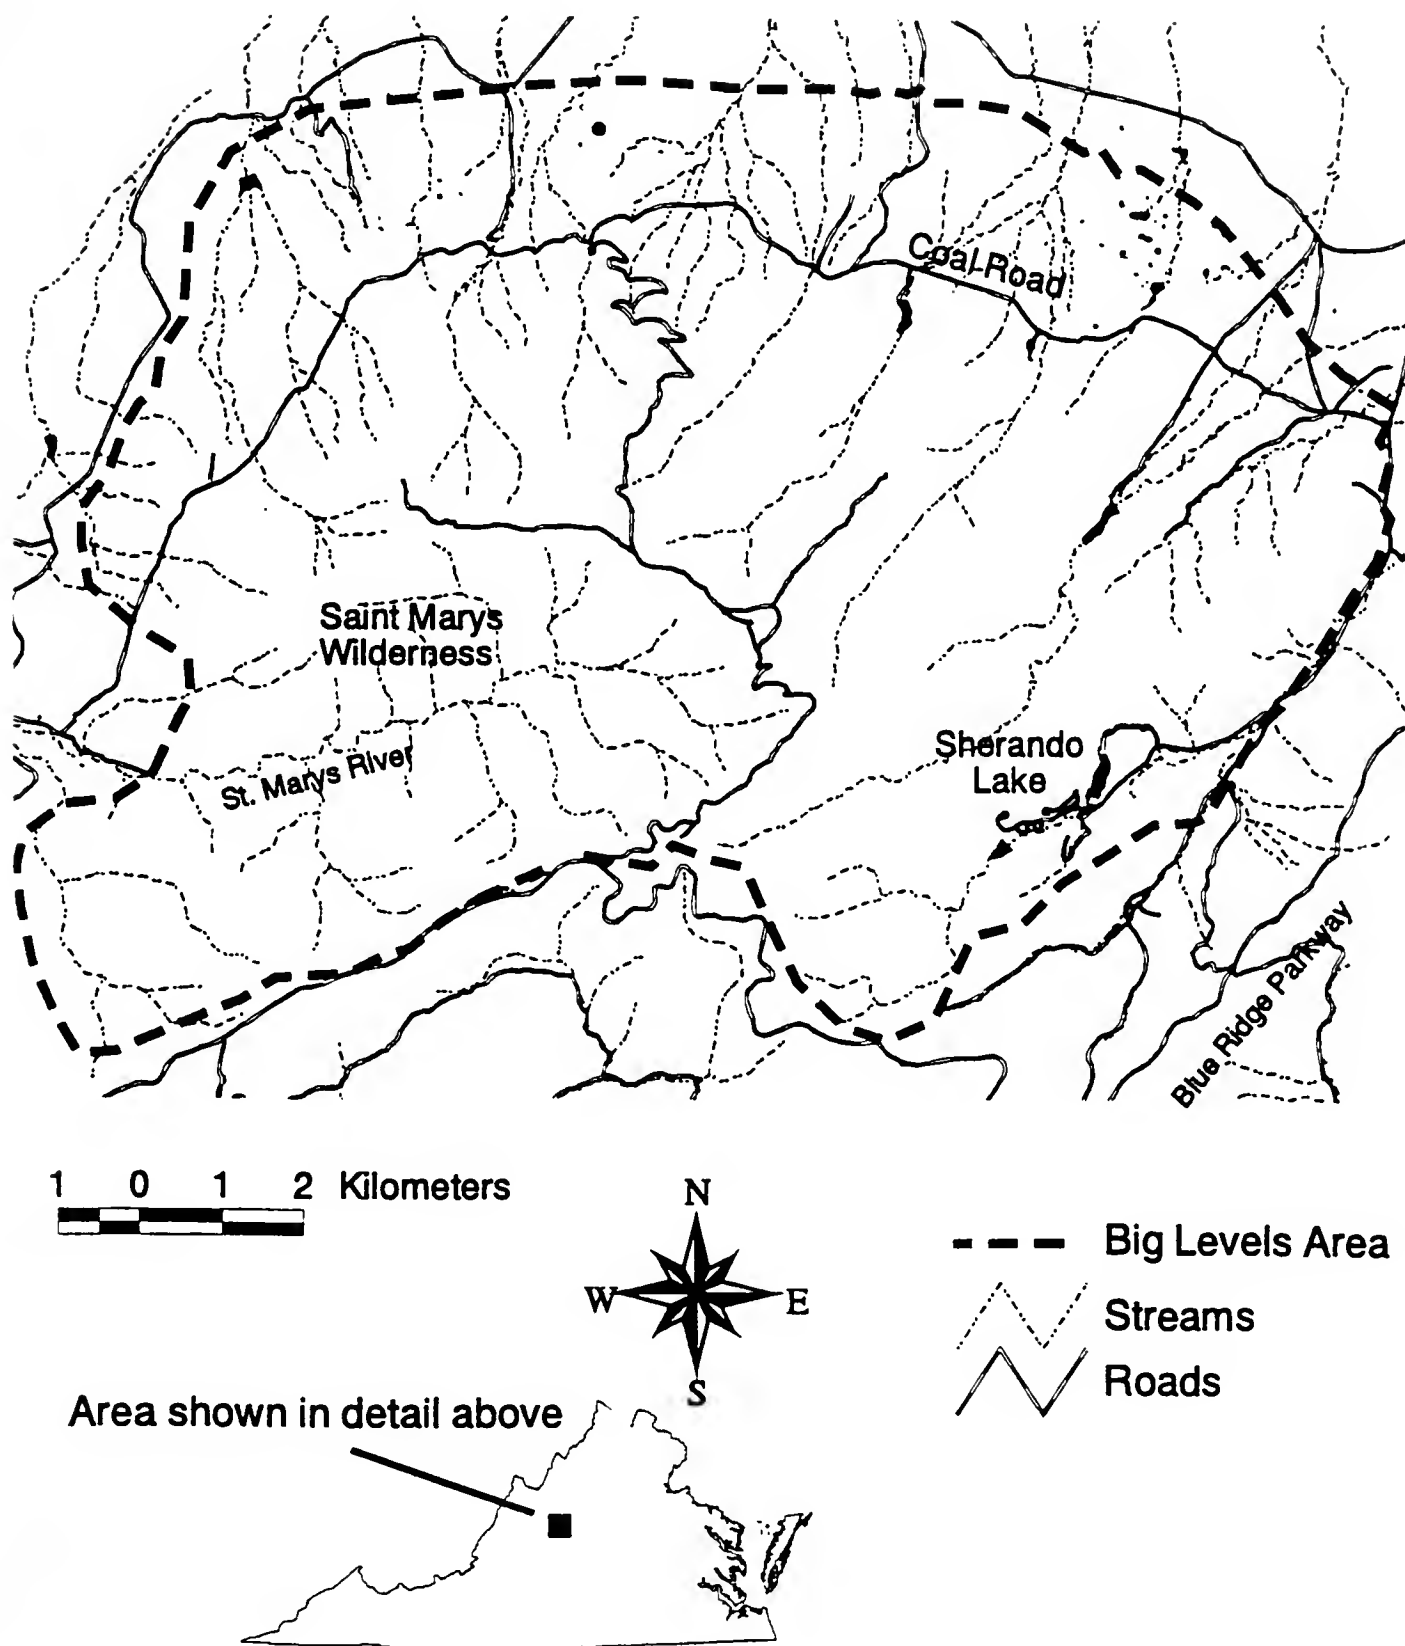 Coal Road
Saint Marys
Wilderness
St. Marys River
Sherando
Lake
Blue Ridge Parkway
1 0 1 2 Kilometers
N
W E
S
Big Levels Area
Streams
Roads
Area shown in detail above